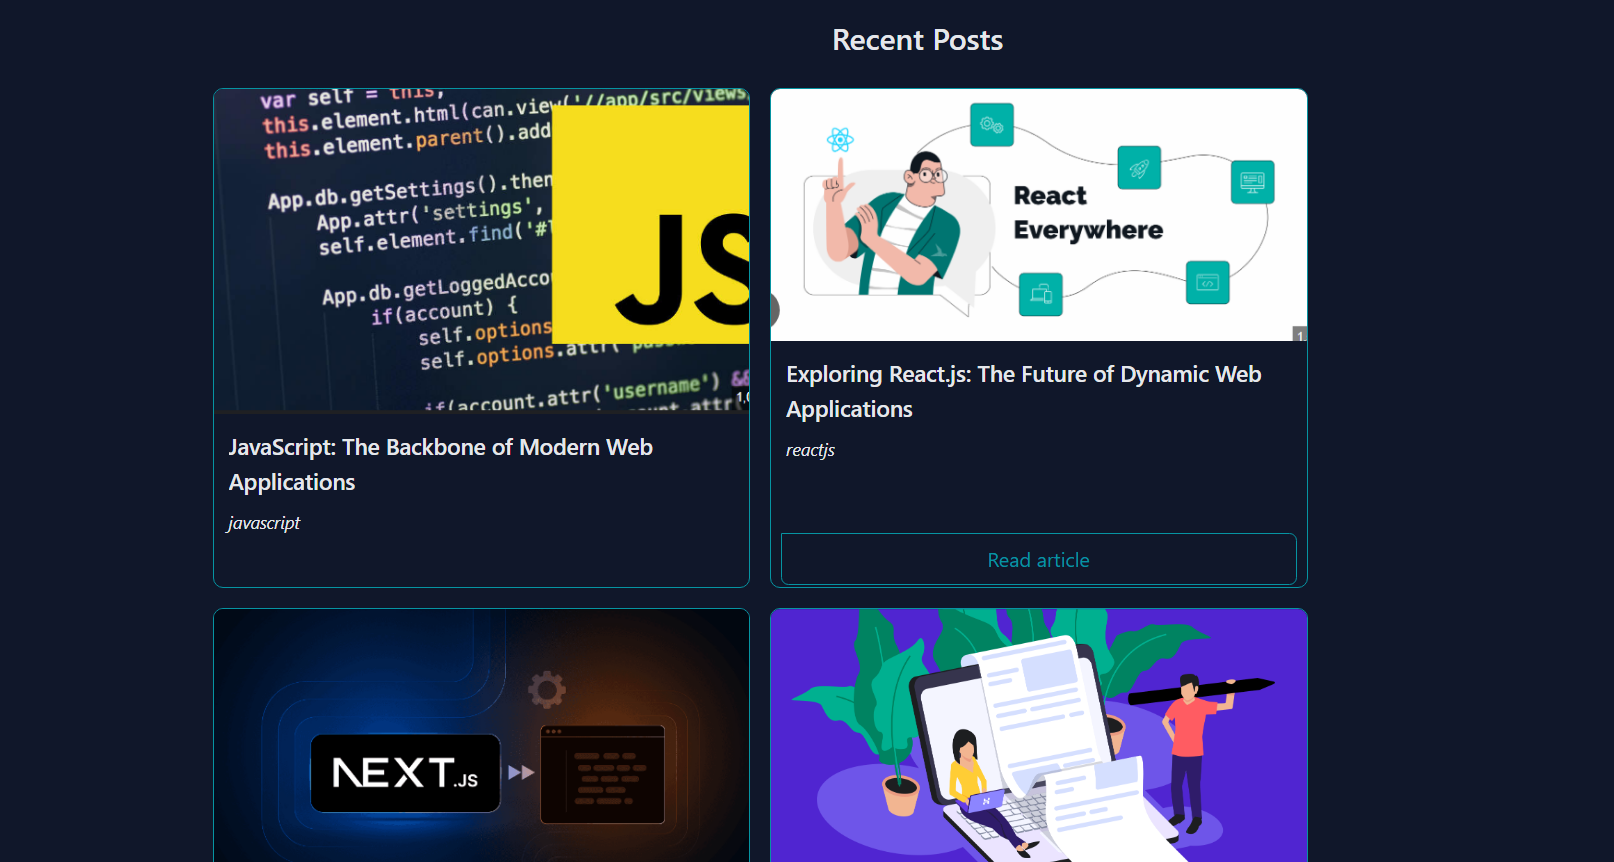 Recent Posts
var self = this,
this.element.html(can.view('//app/src/views
this.element.parent().add
App.db.getSettings().then
App.attr('settings',
self.element.find('#
App.db.getLoggedAcco
if(account) {
self.options
self.options.attr(
if(account.attr('username') &&
.attr(
JS
React
Everywhere
1,0
1.
Exploring React.js: The Future of Dynamic Web
Applications
reactjs
Read article
JavaScript: The Backbone of Modern Web
Applications
javascript
NEXT.JS
N